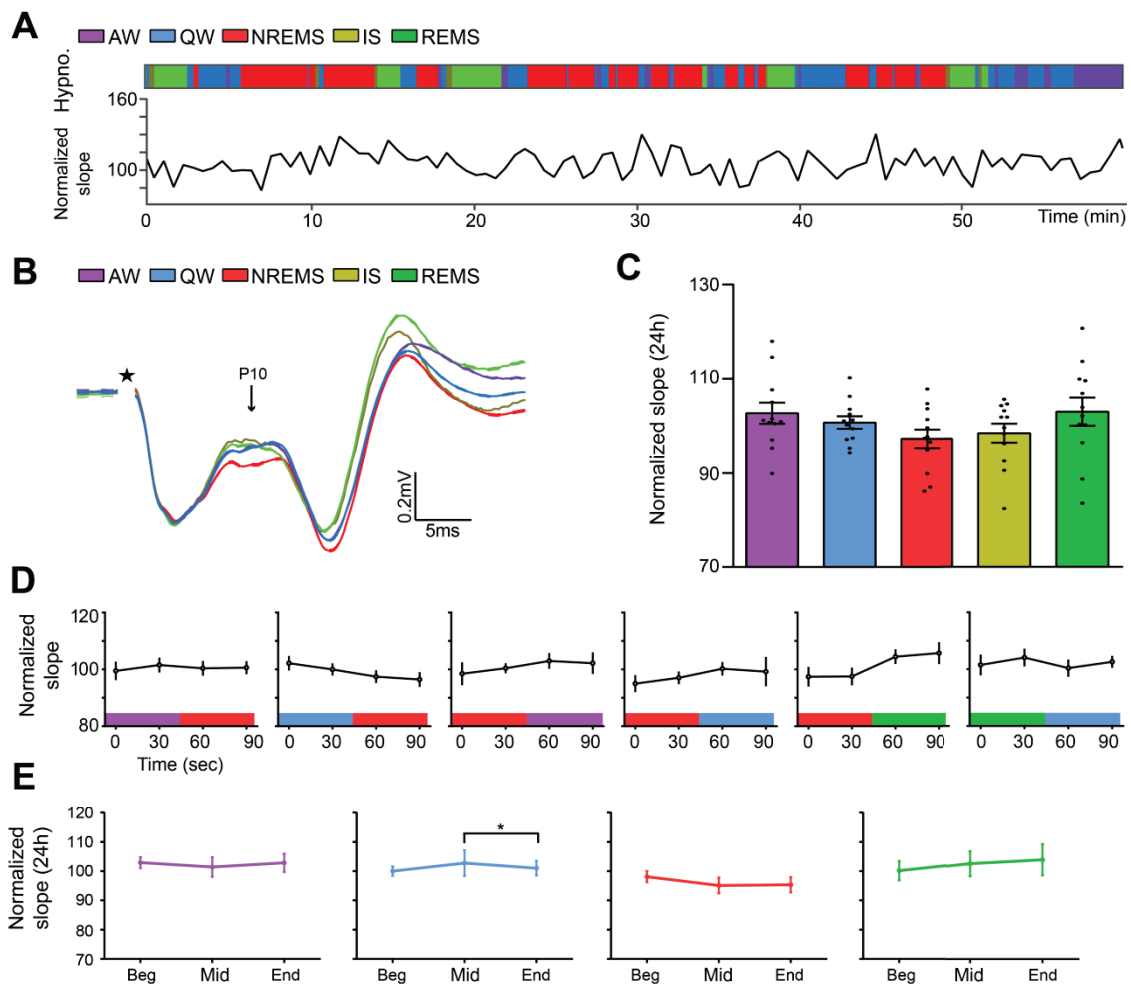 A
AW QW NREMS IS REMS
Hypno.
160
100
Normalized
slope
0 10 20 30 40 50 Time (min)
B
AW QW NREMS IS REMS
★
P10
0.2mV
5ms
C
Normalized slope (24h)
130
110
90
70
D
Normalized
slope
120
100
80
0 30 60 90 0 30 60 90 0 30 60 90 0 30 60 90 0 30 60 90 0 30 60 90
Time (sec)
E
Normalized
slope (24h)
120
110
100
90
80
70
*
Beg Mid End Beg Mid End Beg Mid End Beg Mid End